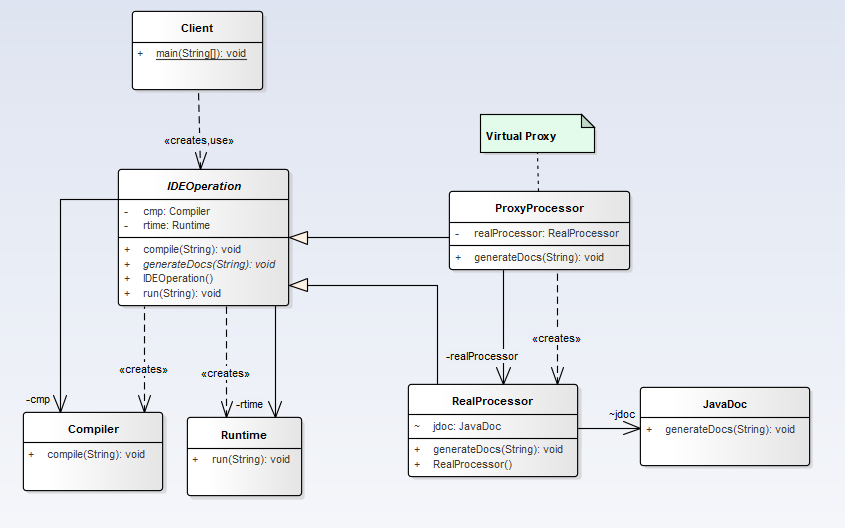 Client
+ main(String[]): void
«creates,use»
Virtual Proxy
IDEOperation
- cmp: Compiler
- rtime: Runtime
+ compile(String): void
+ generateDocs(String): void
+ IDEOperation()
+ run(String): void
ProxyProcessor
- realProcessor: RealProcessor
+ generateDocs(String): void
«creates»
-realProcessor
«creates»
«creates»
-cmp
-rtime
Compiler
+ compile(String): void
Runtime
+ run(String): void
RealProcessor
~ jdoc: JavaDoc
+ generateDocs(String): void
+ RealProcessor()
~jdoc
JavaDoc
+ generateDocs(String): void